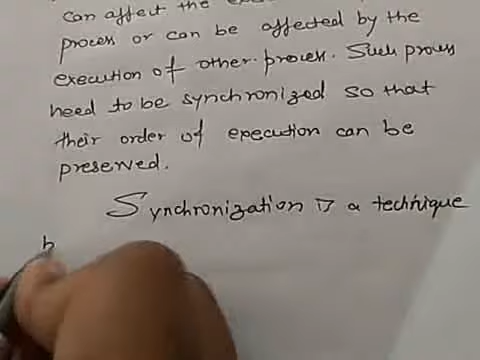 can affect the
process or can be affected by the
execution of other process. Such process
need to be synchronized so that
their order of execution can be
preserved.
Synchronization is a technique